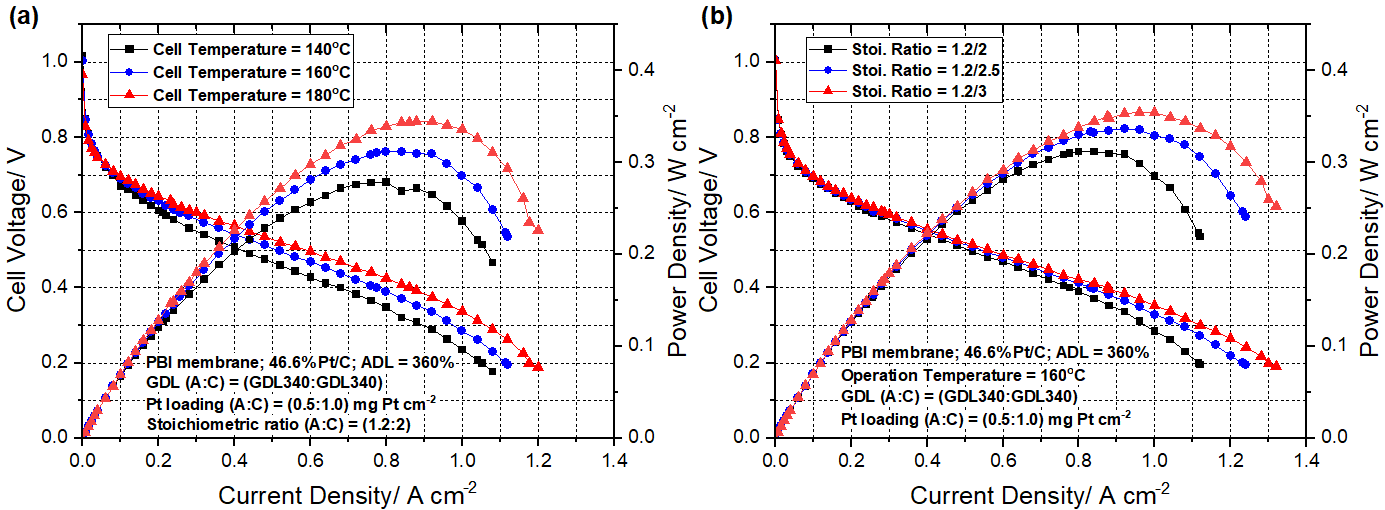 (a)
Cell Voltage/ V
1.0
0.8
0.6
0.4
0.2
0.0
Cell Temperature = 140°C
Cell Temperature = 160°C
Cell Temperature = 180°C
PBI membrane; 46.6%Pt/C; ADL = 360%
GDL (A:C) = (GDL340:GDL340)
Pt loading (A:C) = (0.5:1.0) mg Pt cm⁻²
Stoichiometric ratio (A:C) = (1.2:2)
0.4
0.3
0.2
0.1
0.0
Power Density/ W cm⁻²
0.0 0.2 0.4 0.6 0.8 1.0 1.2 1.4
Current Density/ A cm⁻²
(b)
Cell Voltage/ V
1.0
0.8
0.6
0.4
0.2
0.0
Stoi. Ratio = 1.2/2
Stoi. Ratio = 1.2/2.5
Stoi. Ratio = 1.2/3
PBI membrane; 46.6%Pt/C; ADL = 360%
Operation Temperature = 160°C
GDL (A:C) = (GDL340:GDL340)
Pt loading (A:C) = (0.5:1.0) mg Pt cm⁻²
0.4
0.3
0.2
0.1
0.0
Power Density/ W cm⁻²
0.0 0.2 0.4 0.6 0.8 1.0 1.2 1.4
Current Density/ A cm⁻²